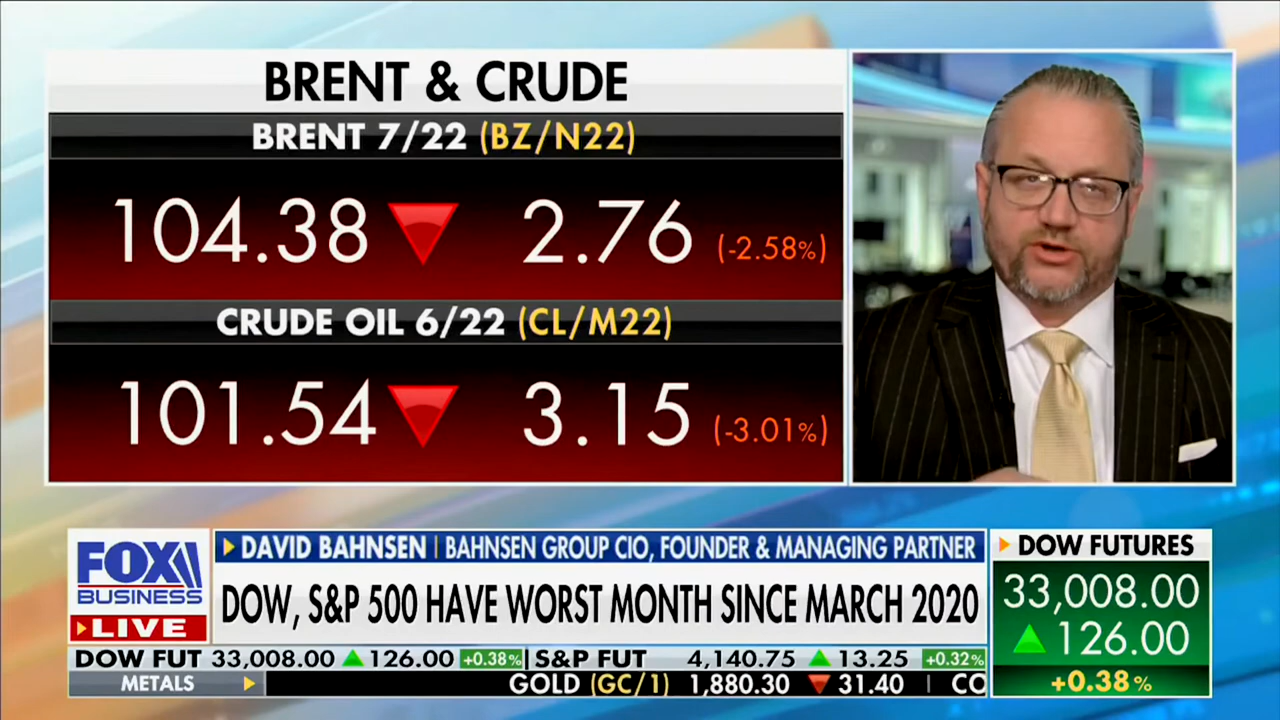 BRENT & CRUDE
BRENT 7/22 (BZ/N22)
104.38 ▼ 2.76 (-2.58%)
CRUDE OIL 6/22 (CL/M22)
101.54 ▼ 3.15 (-3.01%)
FOX BUSINESS
LIVE
DAVID BAHNSEN | BAHNSEN GROUP CIO, FOUNDER & MANAGING PARTNER
DOW, S&P 500 HAVE WORST MONTH SINCE MARCH 2020
DOW FUTURES
33,008.00
▲ 126.00
+0.38%
DOW FUT 33,008.00 ▲ 126.00 +0.38% | S&P FUT 4,140.75 ▲ 13.25 +0.32%
METALS
GOLD (GC/1) 1,880.30 ▼ 31.40 | CO